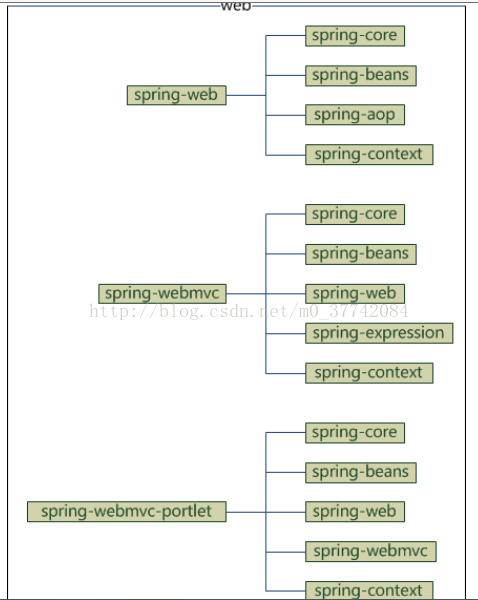 web
spring-core
spring-beans
spring-web
spring-aop
spring-context
spring-core
spring-beans
spring-webmvc
spring-web
http://blog.csdn.net/m0_37742084
spring-expression
spring-context
spring-core
spring-beans
spring-webmvc-portlet
spring-web
spring-webmvc
spring-context